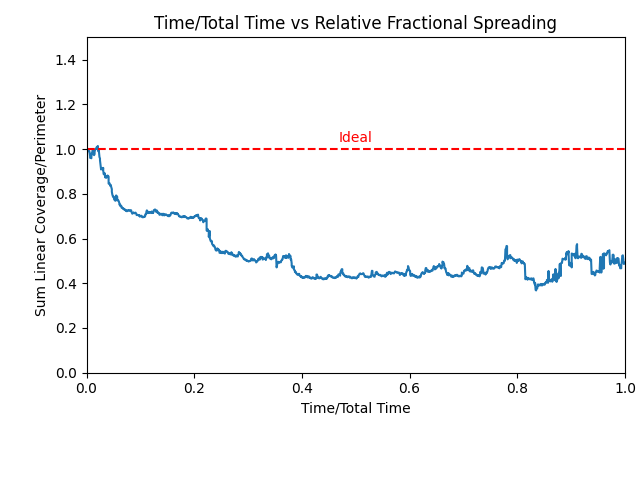 Time/Total Time vs Relative Fractional Spreading
1.4
1.2
1.0
0.8
0.6
0.4
0.2
0.0
Sum Linear Coverage/Perimeter
Ideal
0.0 0.2 0.4 0.6 0.8 1.0
Time/Total Time